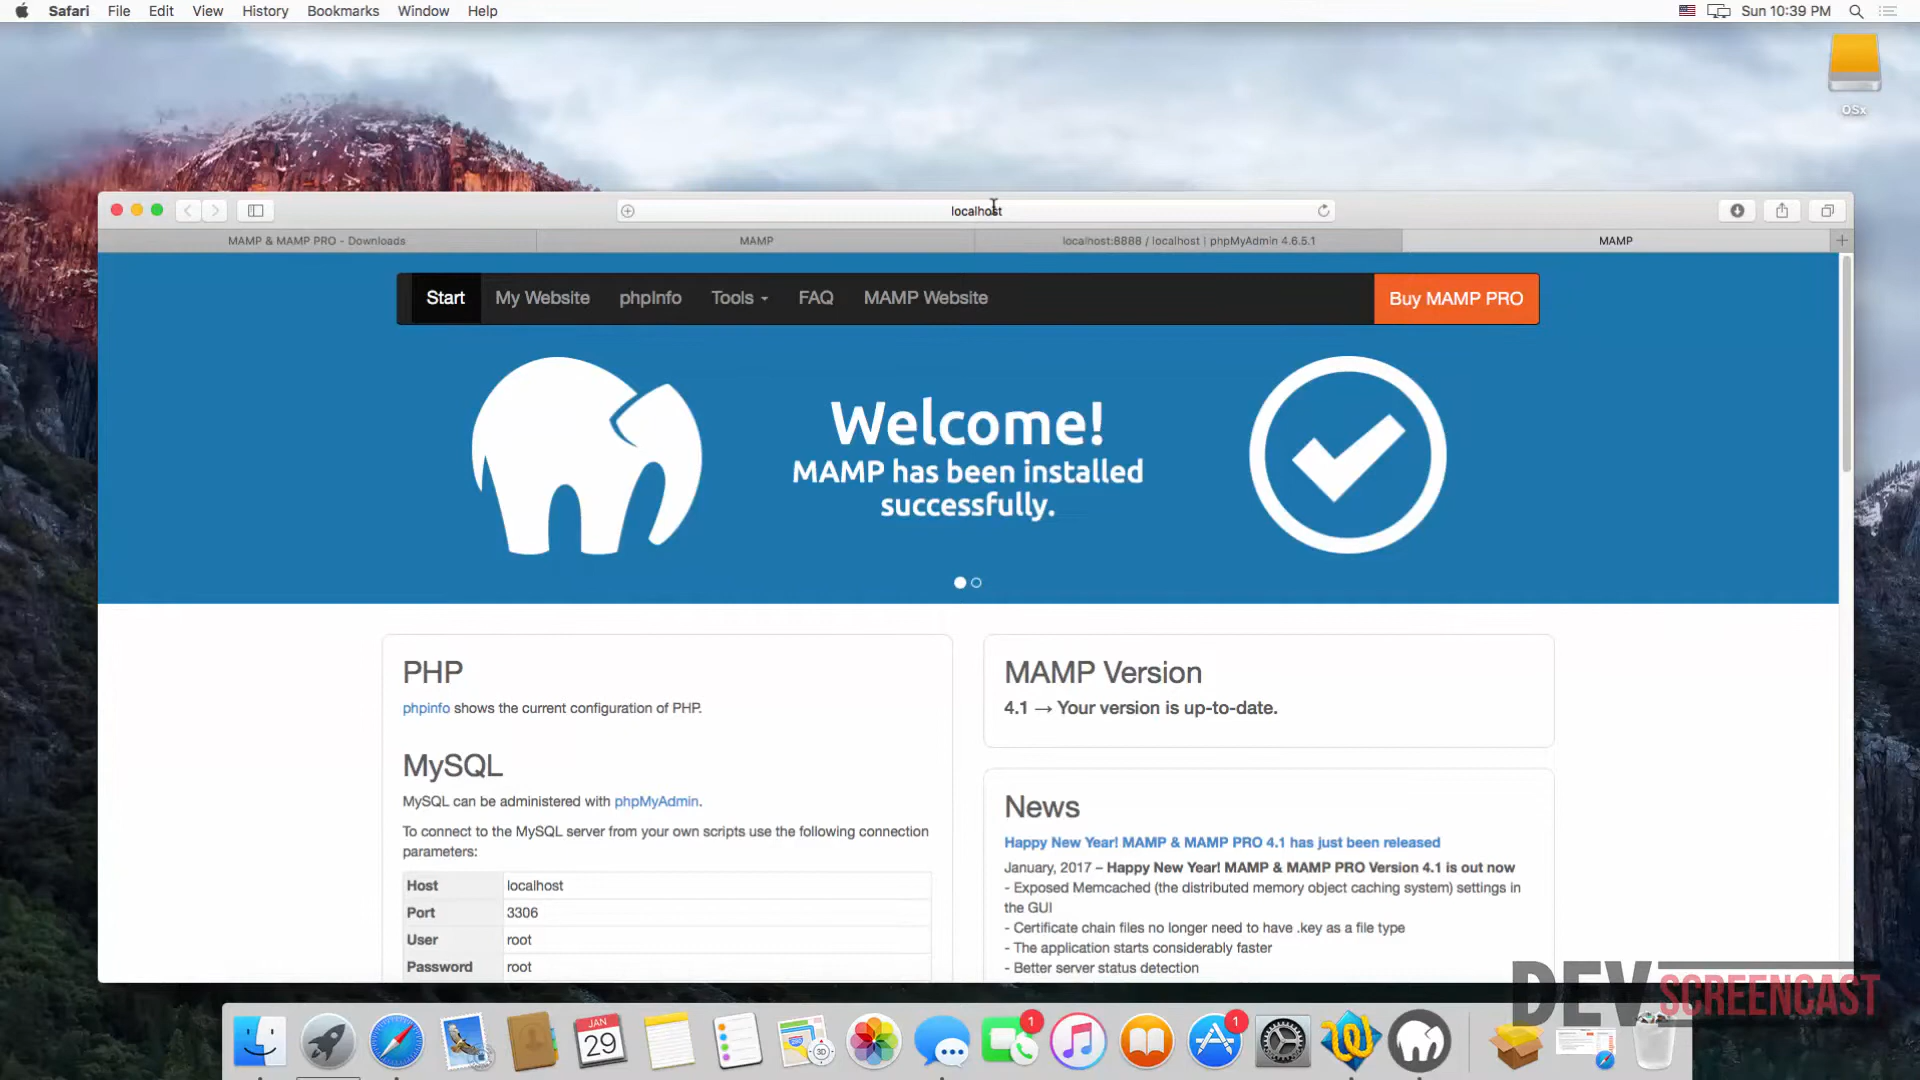 Safari File Edit View History Bookmarks Window Help
Sun 10:39 PM
OSx
localhost
MAMP & MAMP PRO - Downloads
MAMP
localhost:8888 / localhost | phpMyAdmin 4.6.5.1
MAMP
Start My Website phpInfo Tools FAQ MAMP Website Buy MAMP PRO
Welcome!
MAMP has been installed
successfully.
PHP
phpinfo shows the current configuration of PHP.
MySQL
MySQL can be administered with phpMyAdmin.
To connect to the MySQL server from your own scripts use the following connection
parameters:
Host localhost
Port 3306
User root
Password root
MAMP Version
4.1 → Your version is up-to-date.
News
Happy New Year! MAMP & MAMP PRO 4.1 has just been released
January, 2017 – Happy New Year! MAMP & MAMP PRO Version 4.1 is out now
- Exposed Memcached (the distributed memory object caching system) settings in
the GUI
- Certificate chain files no longer need to have .key as a file type
- The application starts considerably faster
- Better server status detection
DEVSCREENCAST
JAN
29
3D
1
1